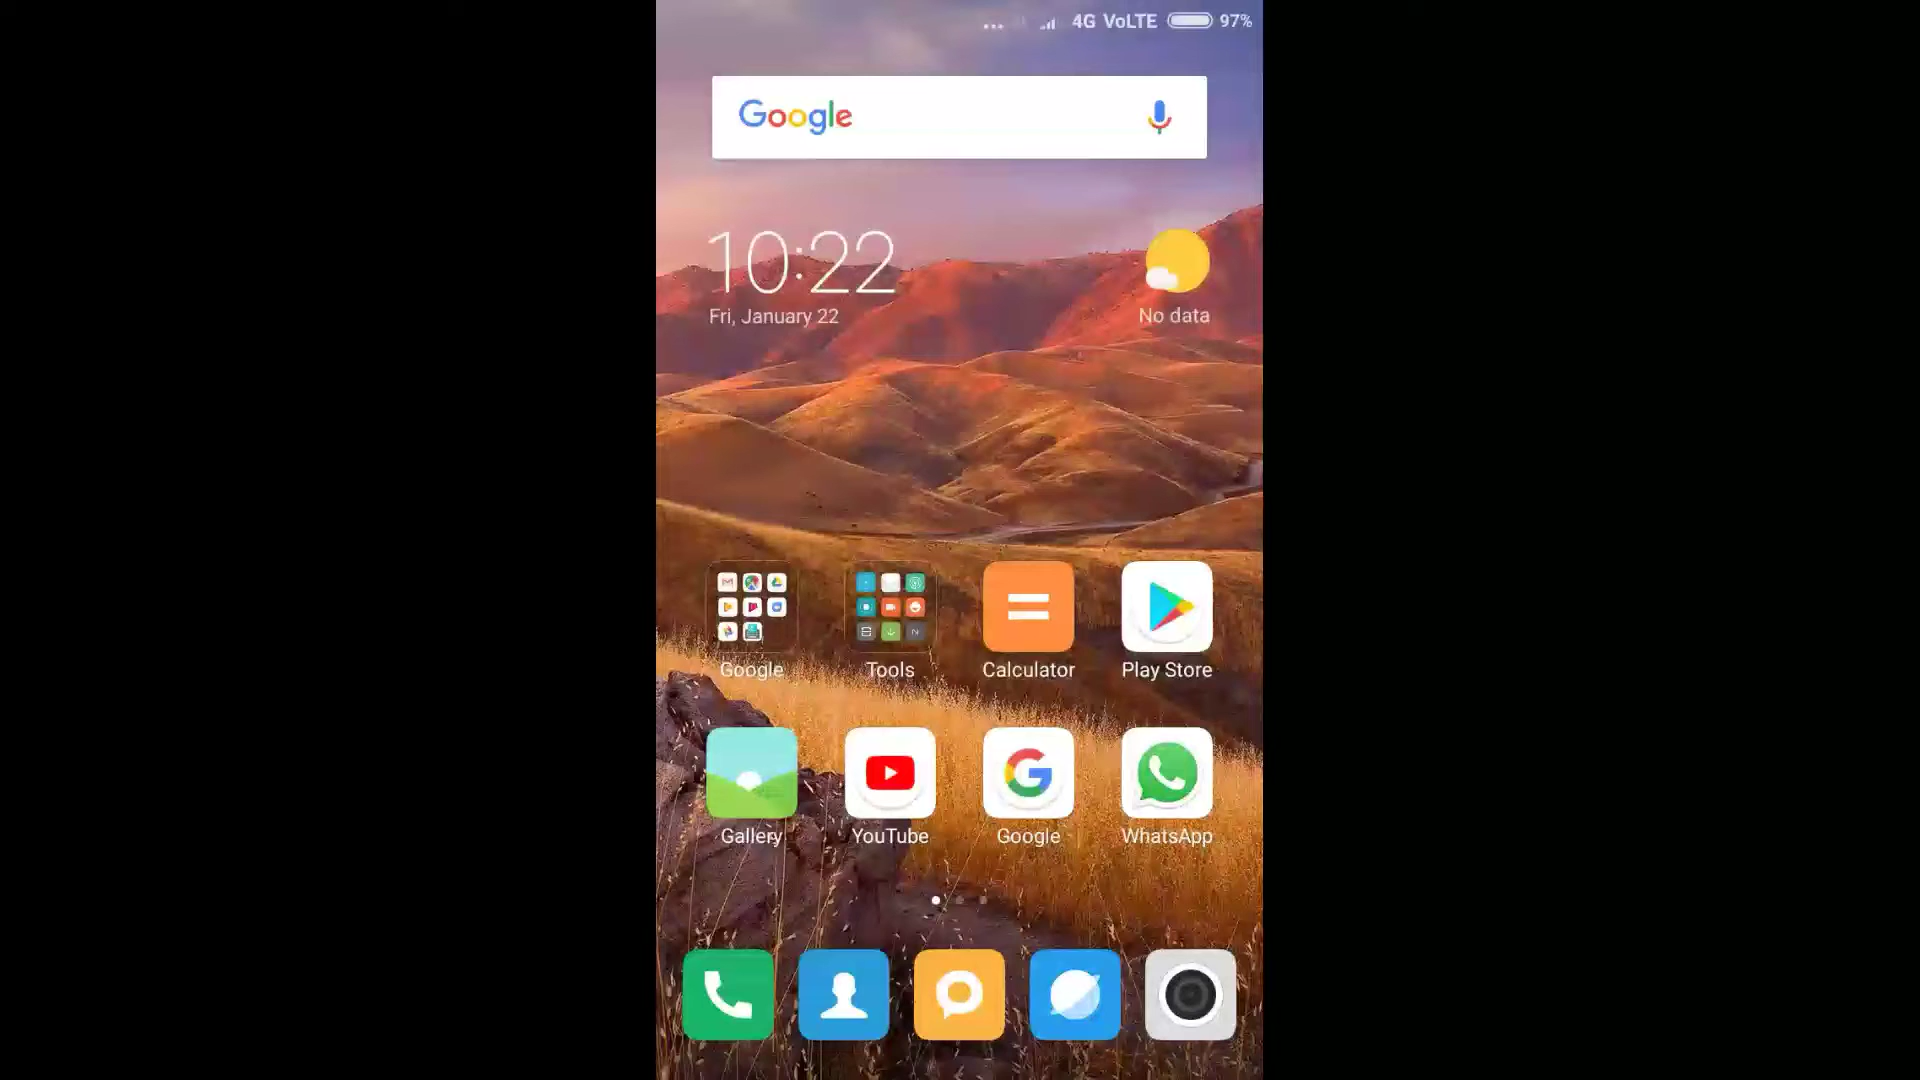 ... 4G VoLTE 97%
Google
10:22
Fri, January 22
No data
Google Tools Calculator Play Store
Gallery YouTube Google WhatsApp